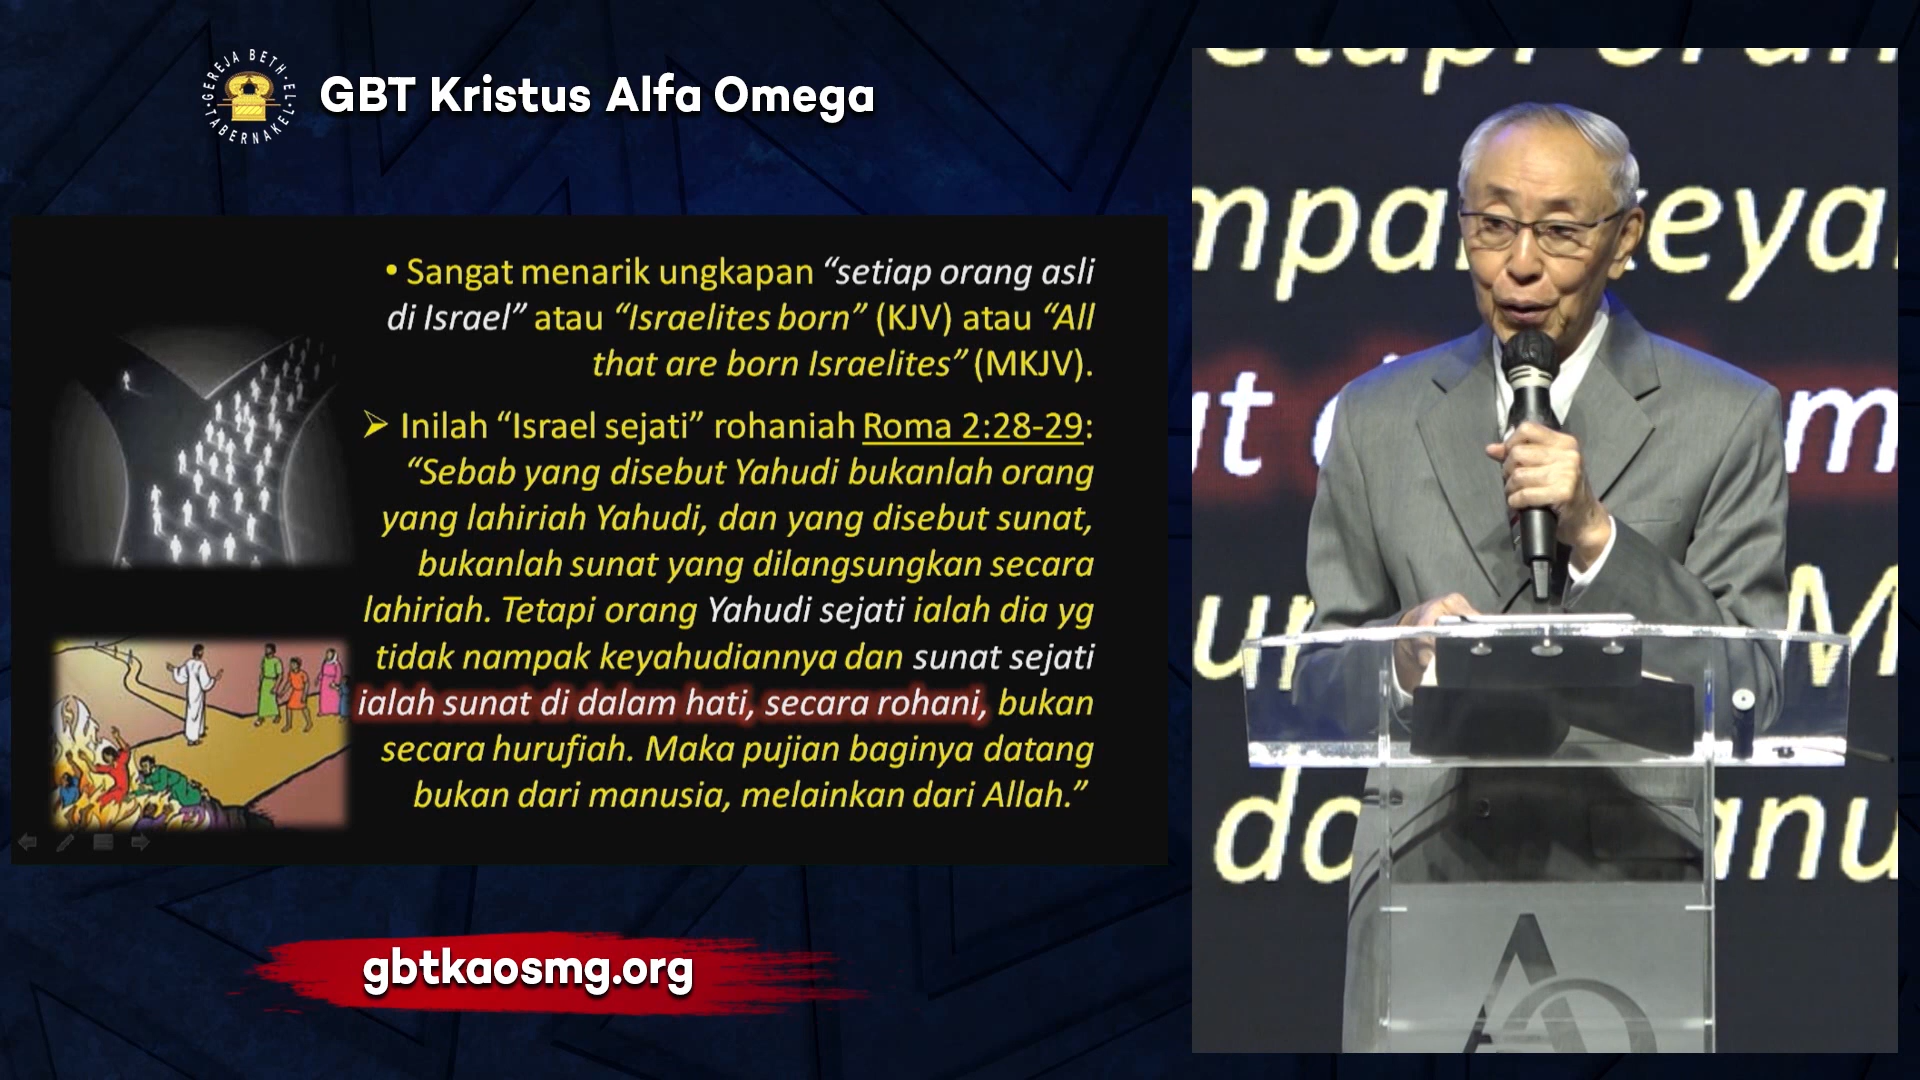 GEREJA BETH-EL TABERNAKEL
GBT Kristus Alfa Omega
• Sangat menarik ungkapan “setiap orang asli
di Israel” atau “Israelites born” (KJV) atau “All
that are born Israelites” (MKJV).
➢ Inilah “Israel sejati” rohaniah Roma 2:28-29:
“Sebab yang disebut Yahudi bukanlah orang
yang lahiriah Yahudi, dan yang disebut sunat,
bukanlah sunat yang dilangsungkan secara
lahiriah. Tetapi orang Yahudi sejati ialah dia yg
tidak nampak keyahudiannya dan sunat sejati
ialah sunat di dalam hati, secara rohani, bukan
secara hurufiah. Maka pujian baginya datang
bukan dari manusia, melainkan dari Allah.”
gbtkaosmg.org
AO